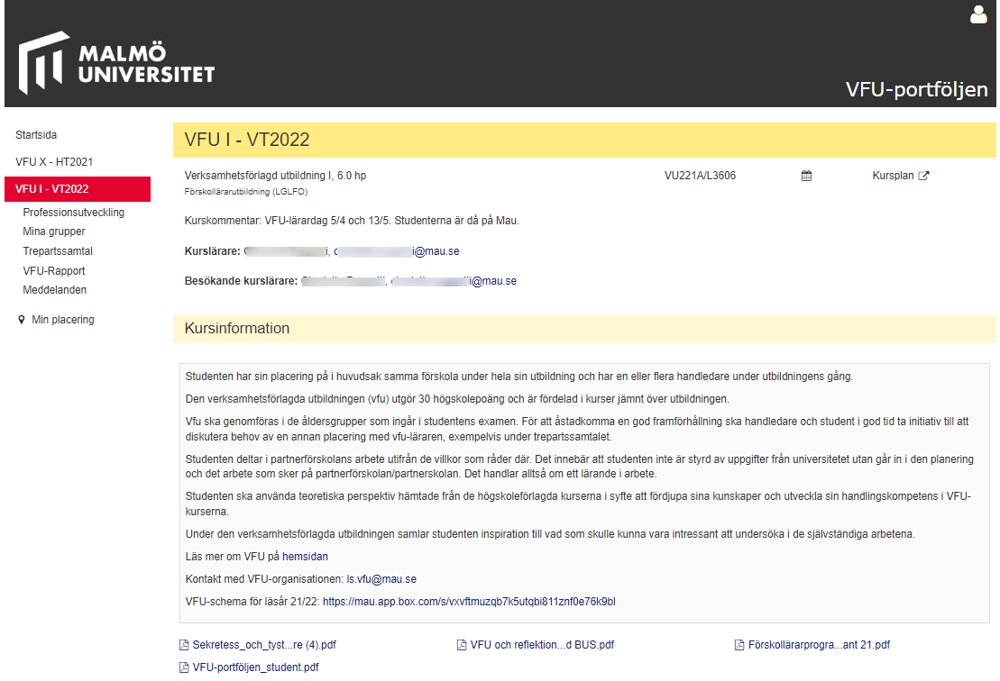 MALMÖ
UNIVERSITET
VFU-portföljen
Startsida
VFU X - HT2021
VFU I - VT2022
Professionsutveckling
Mina grupper
Trepartssamtal
VFU-Rapport
Meddelanden
Min placering
VFU I - VT2022
Verksamhetsförlagd utbildning I, 6.0 hp VU221A/L3606 Kursplan
Förskollärarutbildning (LGLFO)
Kurskommentar: VFU-lärardag 5/4 och 13/5. Studenterna är då på Mau.
Kurslärare: i@mau.se
Besökande kurslärare: i@mau.se
Kursinformation
Studenten har sin placering på i huvudsak samma förskola under hela sin utbildning och har en eller flera handledare under utbildningens gång.
Den verksamhetsförlagda utbildningen (vfu) utgör 30 högskolepoäng och är fördelad i kurser jämnt över utbildningen.
Vfu ska genomföras i de åldersgrupper som ingår i studentens examen. För att åstadkomma en god framförhållning ska handledare och student i god tid ta initiativ till att
diskutera behov av en annan placering med vfu-läraren, exempelvis under trepartssamtalet.
Studenten deltar i partnerförskolans arbete utifrån de villkor som råder där. Det innebär att studenten inte är styrd av uppgifter från universitetet utan går in i den planering
och det arbete som sker på partnerförskolan/partnerskolan. Det handlar alltså om ett lärande i arbete.
Studenten ska använda teoretiska perspektiv hämtade från de högskoleförlagda kurserna i syfte att fördjupa sina kunskaper och utveckla sin handlingskompetens i VFU-
kurserna.
Under den verksamhetsförlagda utbildningen samlar studenten inspiration till vad som skulle kunna vara intressant att undersöka i de självständiga arbetena.
Läs mer om VFU på hemsidan
Kontakt med VFU-organisationen: ls.vfu@mau.se
VFU-schema för läsår 21/22: https://mau.app.box.com/s/vxvftmuzqb7k5utqbi811znf0e76k9bl
Sekretess_och_tyst...re (4).pdf VFU och reflektion...d BUS.pdf Förskollärarprogra...ant 21.pdf
VFU-portföljen_student.pdf